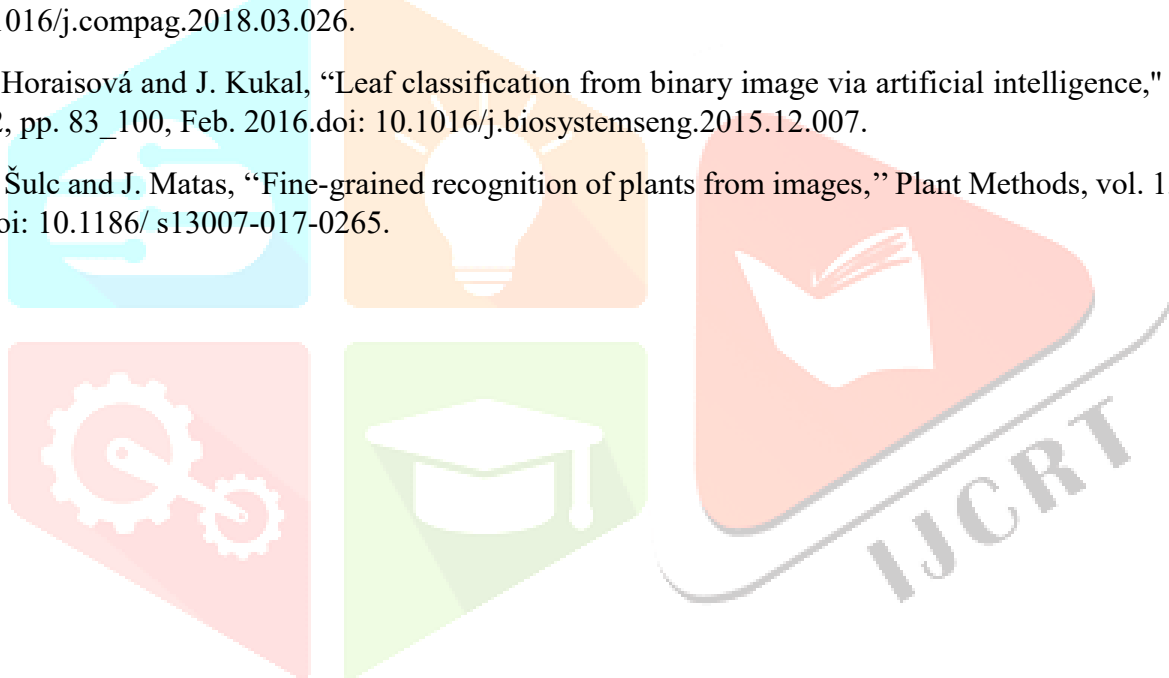 016/j.compag.2018.03.026.
Horaisová and J. Kukal, “Leaf classification from binary image via artificial intelligence,"
, pp. 83_100, Feb. 2016.doi: 10.1016/j.biosystemseng.2015.12.007.
Šulc and J. Matas, ‘‘Fine-grained recognition of plants from images,’’ Plant Methods, vol. 1
oi: 10.1186/ s13007-017-0265.
IJCRT